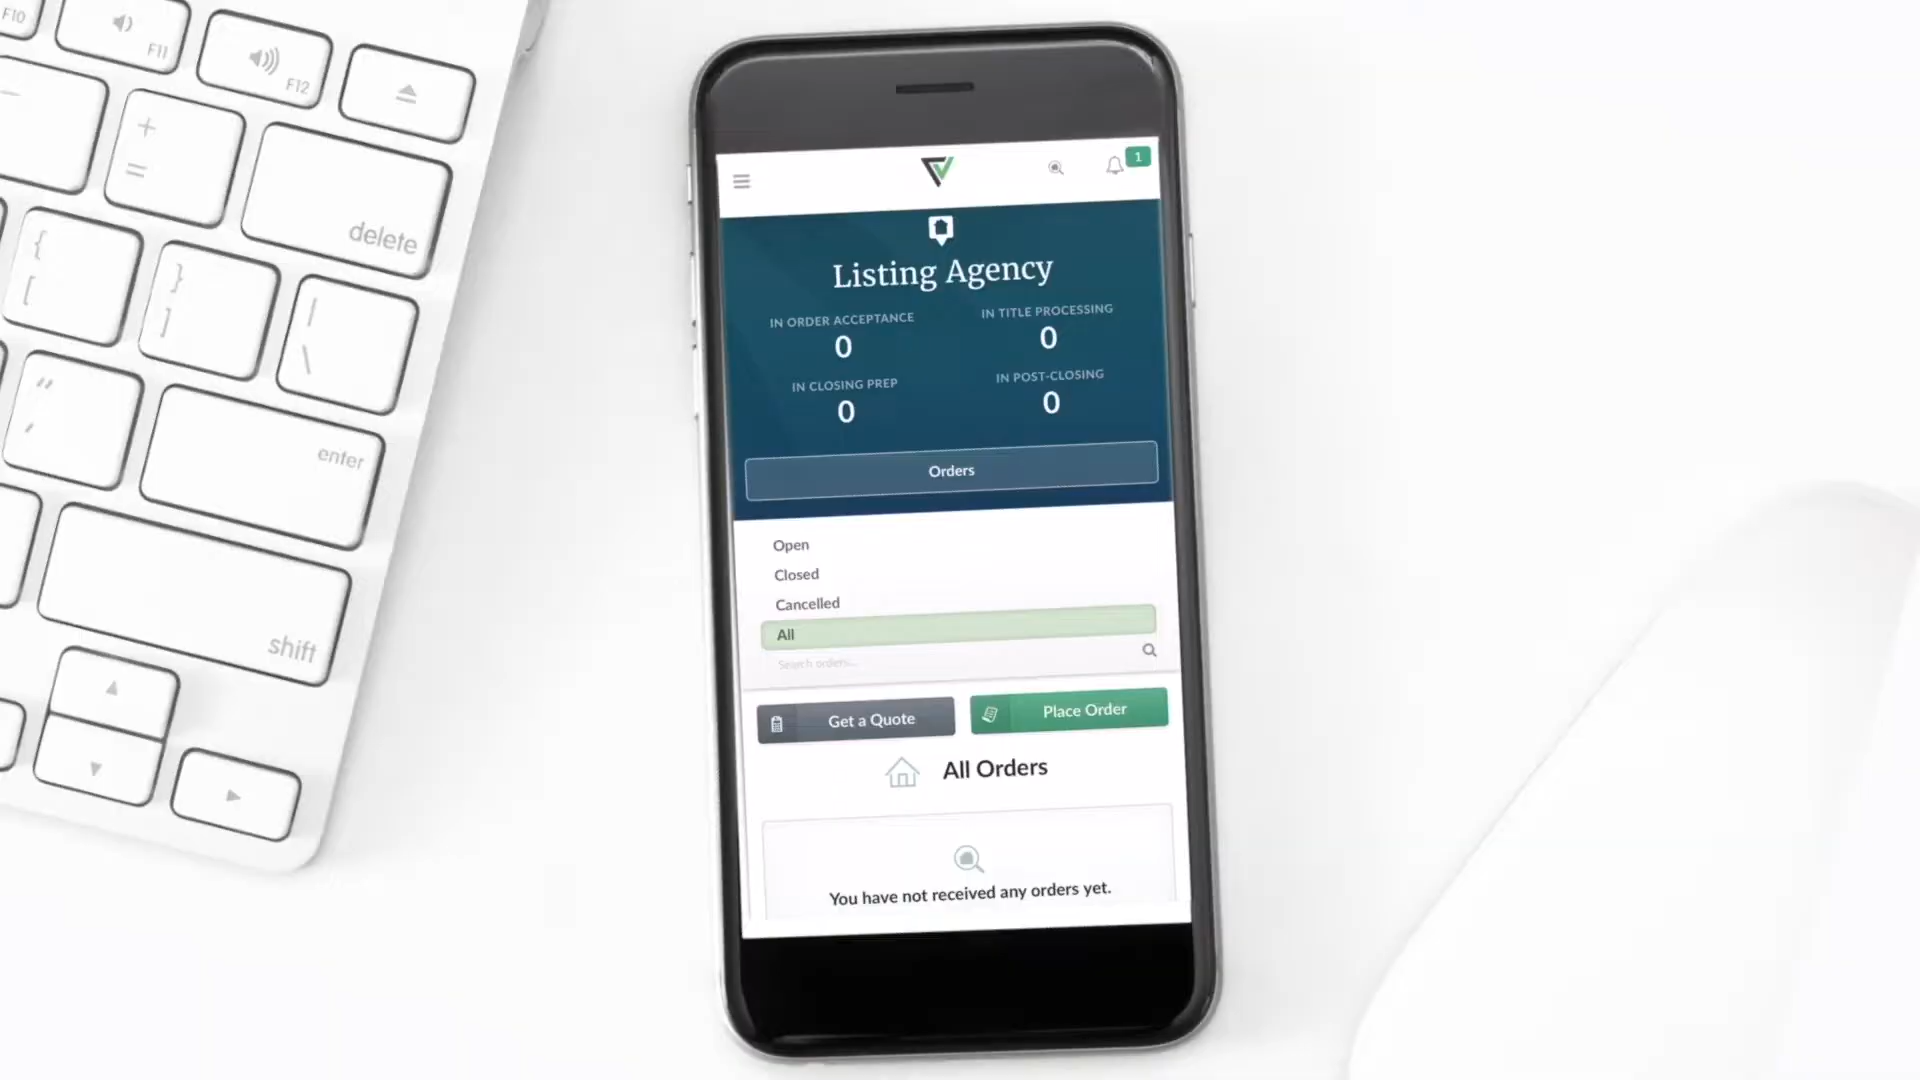 F10
F11
F12
+
=
delete
{
[
}
]
|
\
"
,
enter
shift
1
Listing Agency
IN ORDER ACCEPTANCE
0
IN TITLE PROCESSING
0
IN CLOSING PREP
0
IN POST-CLOSING
0
Orders
Open
Closed
Cancelled
All
Search orders...
Get a Quote
Place Order
All Orders
You have not received any orders yet.